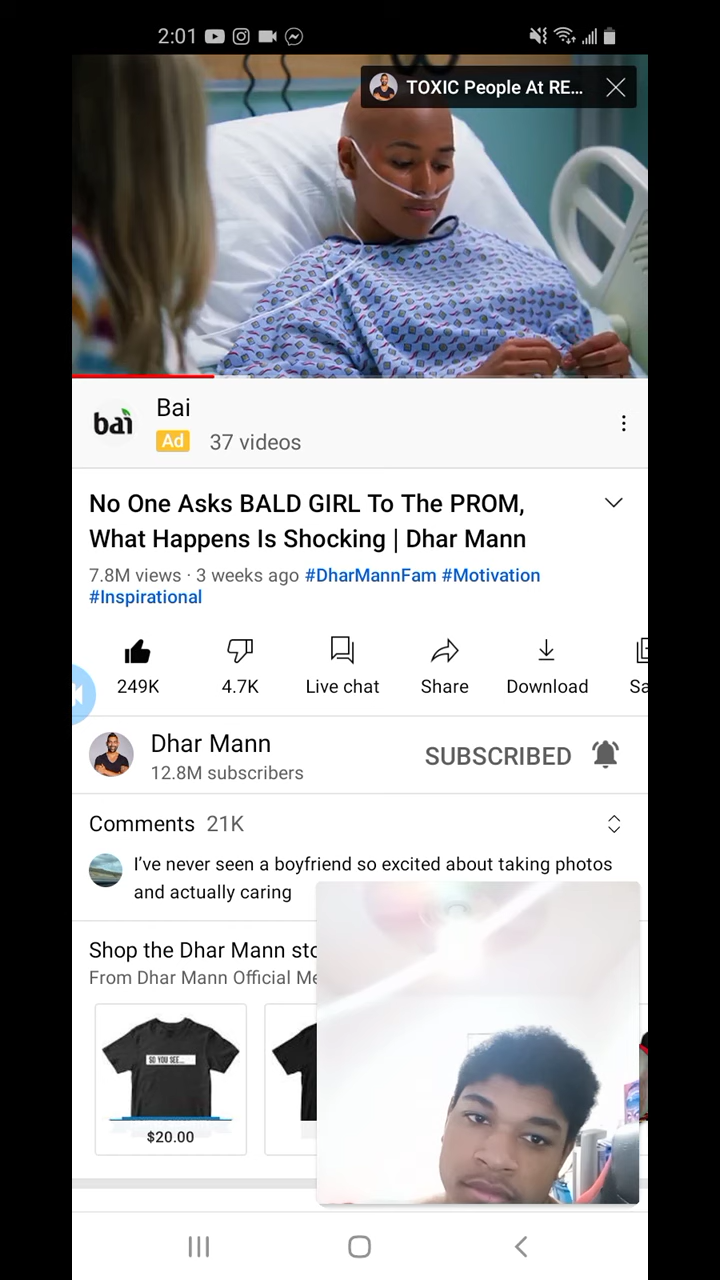 2:01
TOXIC People At RE...
bai
Bai
Ad 37 videos
No One Asks BALD GIRL To The PROM,
What Happens Is Shocking | Dhar Mann
7.8M views · 3 weeks ago #DharMannFam #Motivation
#Inspirational
249K 4.7K Live chat Share Download Sa
Dhar Mann
12.8M subscribers
SUBSCRIBED
Comments 21K
I've never seen a boyfriend so excited about taking photos
and actually caring
Shop the Dhar Mann sto
From Dhar Mann Official Me
SO YOU SEE...
$20.00